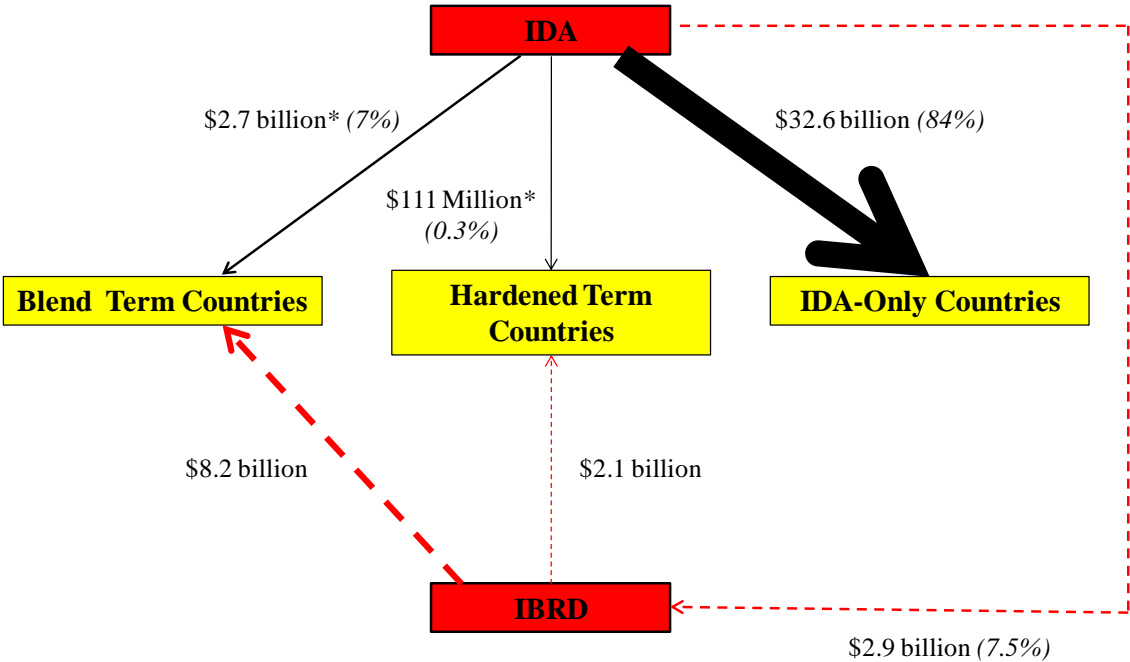 IDA
$2.7 billion* (7%)
$32.6 billion (84%)
$111 Million*
(0.3%)
Blend Term Countries
Hardened Term
Countries
IDA-Only Countries
$8.2 billion
$2.1 billion
IBRD
$2.9 billion (7.5%)